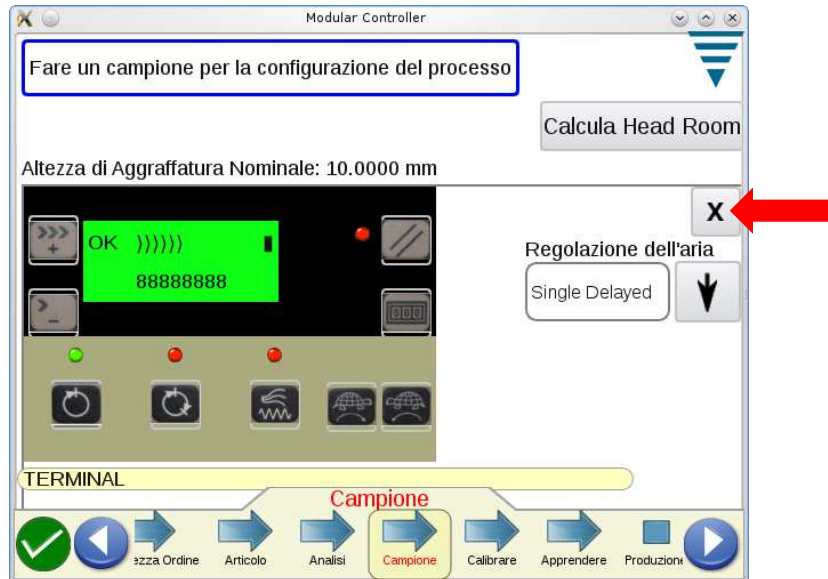 Modular Controller
Fare un campione per la configurazione del processo
Calcula Head Room
Altezza di Aggraffatura Nominale: 10.0000 mm
X
>>>
+
OK ⟩⟩⟩⟩⟩⟩
88888888
Regolazione dell'aria
Single Delayed
>_
000
TERMINAL
Campione
ezza Ordine Articolo Analisi Campione Calibrare Apprendere Produzione